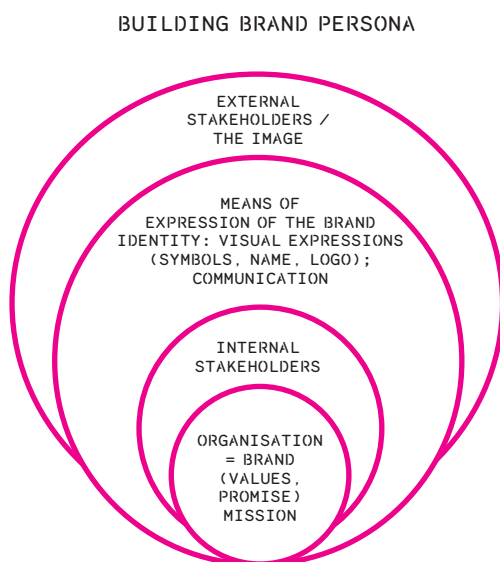 BUILDING BRAND PERSONA
EXTERNAL
STAKEHOLDERS /
THE IMAGE
MEANS OF
EXPRESSION OF THE BRAND
IDENTITY: VISUAL EXPRESSIONS
(SYMBOLS, NAME, LOGO);
COMMUNICATION
INTERNAL
STAKEHOLDERS
ORGANISATION
= BRAND
(VALUES,
PROMISE)
MISSION